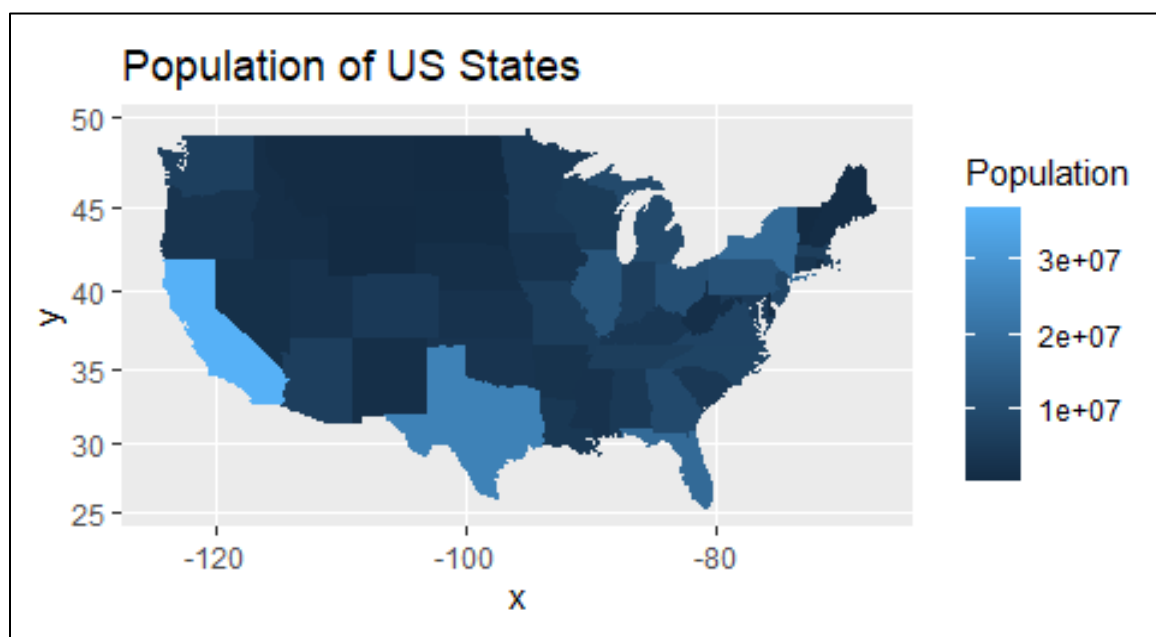 Population of US States
50
45
40
35
30
25
y
-120
-100
-80
x
Population
3e+07
2e+07
1e+07